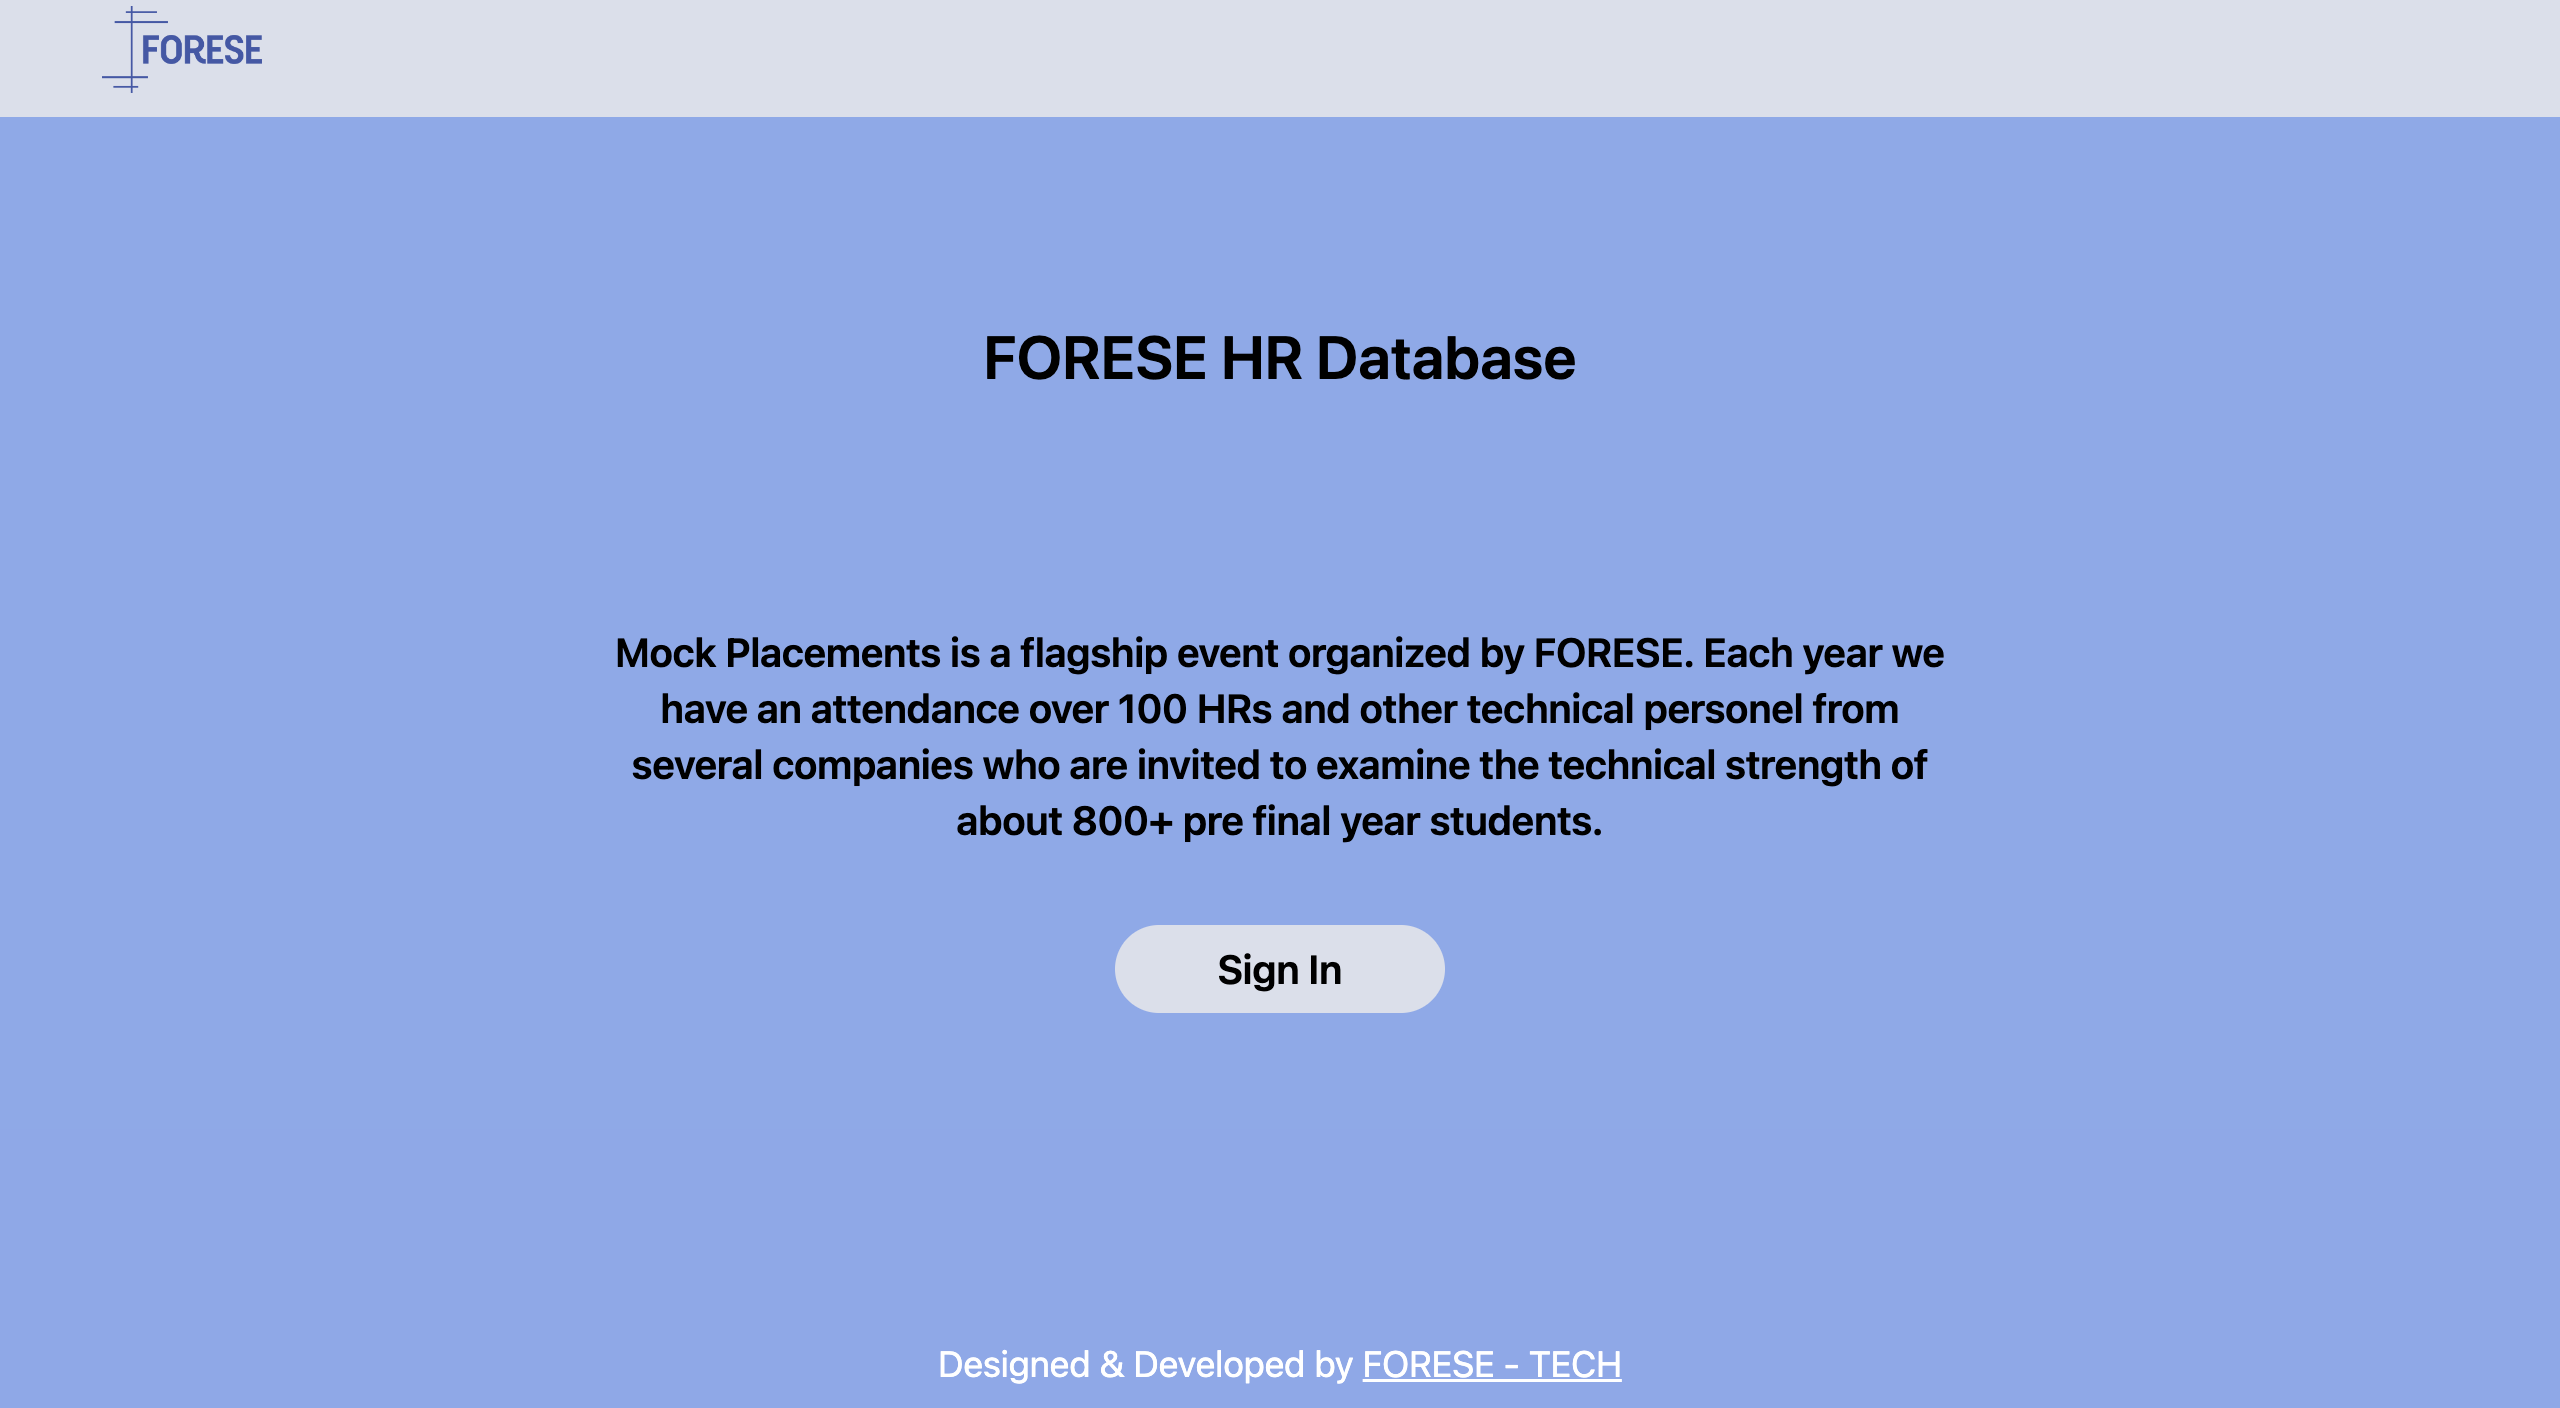 FORESE
FORESE HR Database
Mock Placements is a flagship event organized by FORESE. Each year we
have an attendance over 100 HRs and other technical personel from
several companies who are invited to examine the technical strength of
about 800+ pre final year students.
Sign In
Designed & Developed by FORESE - TECH